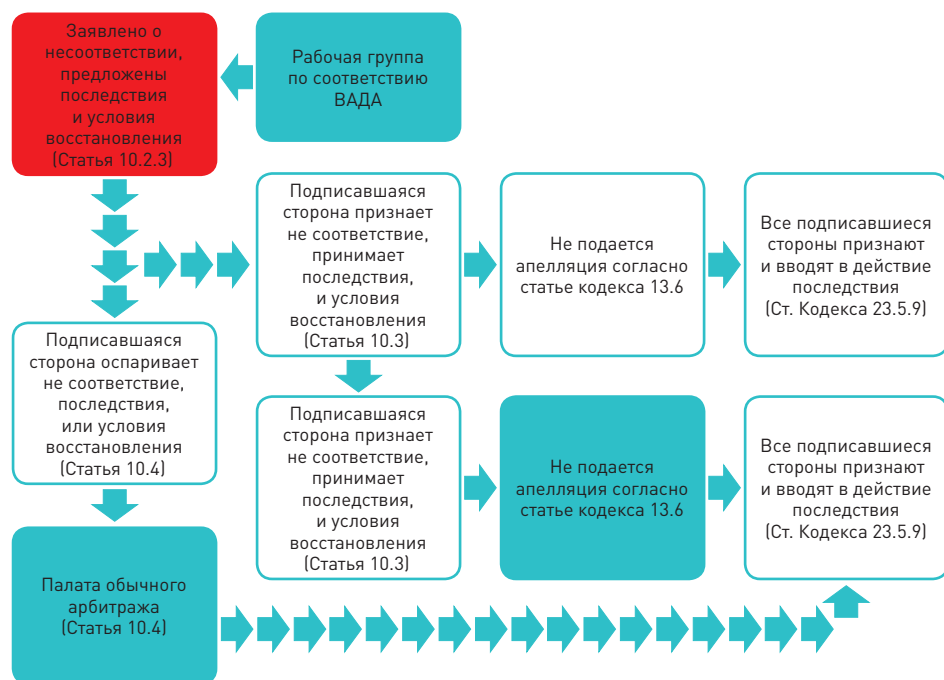 Заявлено о
несоответствии,
предложены
последствия
и условия
восстановления
(Статья 10.2.3)
Рабочая группа
по соответствию
ВАДА
Подписавшаяся
сторона признает
не соответствие,
принимает
последствия,
и условия
восстановления
(Статья 10.3)
Не подается
апелляция согласно
статье кодекса 13.6
Все подписавшиеся
стороны признают
и вводят в действие
последствия
(Ст. Кодекса 23.5.9)
Подписавшаяся
сторона оспаривает
не соответствие,
последствия,
или условия
восстановления
(Статья 10.4)
Подписавшаяся
сторона признает
не соответствие,
принимает
последствия,
и условия
восстановления
(Статья 10.3)
Не подается
апелляция согласно
статье кодекса 13.6
Все подписавшиеся
стороны признают
и вводят в действие
последствия
(Ст. Кодекса 23.5.9)
Палата обычного
арбитража
(Статья 10.4)